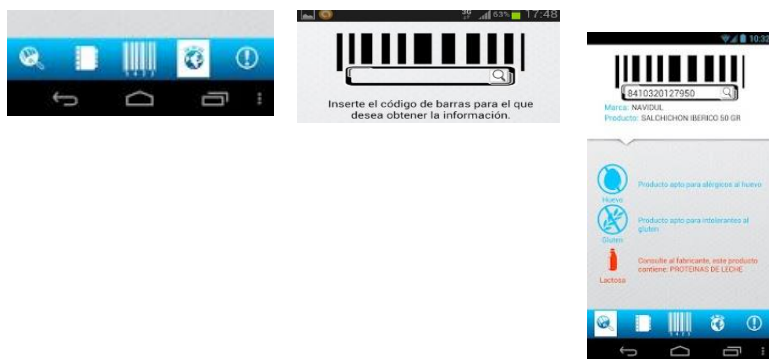 3G 63% 17:48
Inserte el código de barras para el que
desea obtener la información.
10:32
8410320127950
Marca: NAVIDUL
Producto: SALCHICHON IBERICO 50 GR
Producto apto para alérgicos al huevo
Huevo
Producto apto para intolerantes al
gluten
Gluten
Consulte al fabricante, este producto
contiene: PROTEINAS DE LECHE
Lactosa